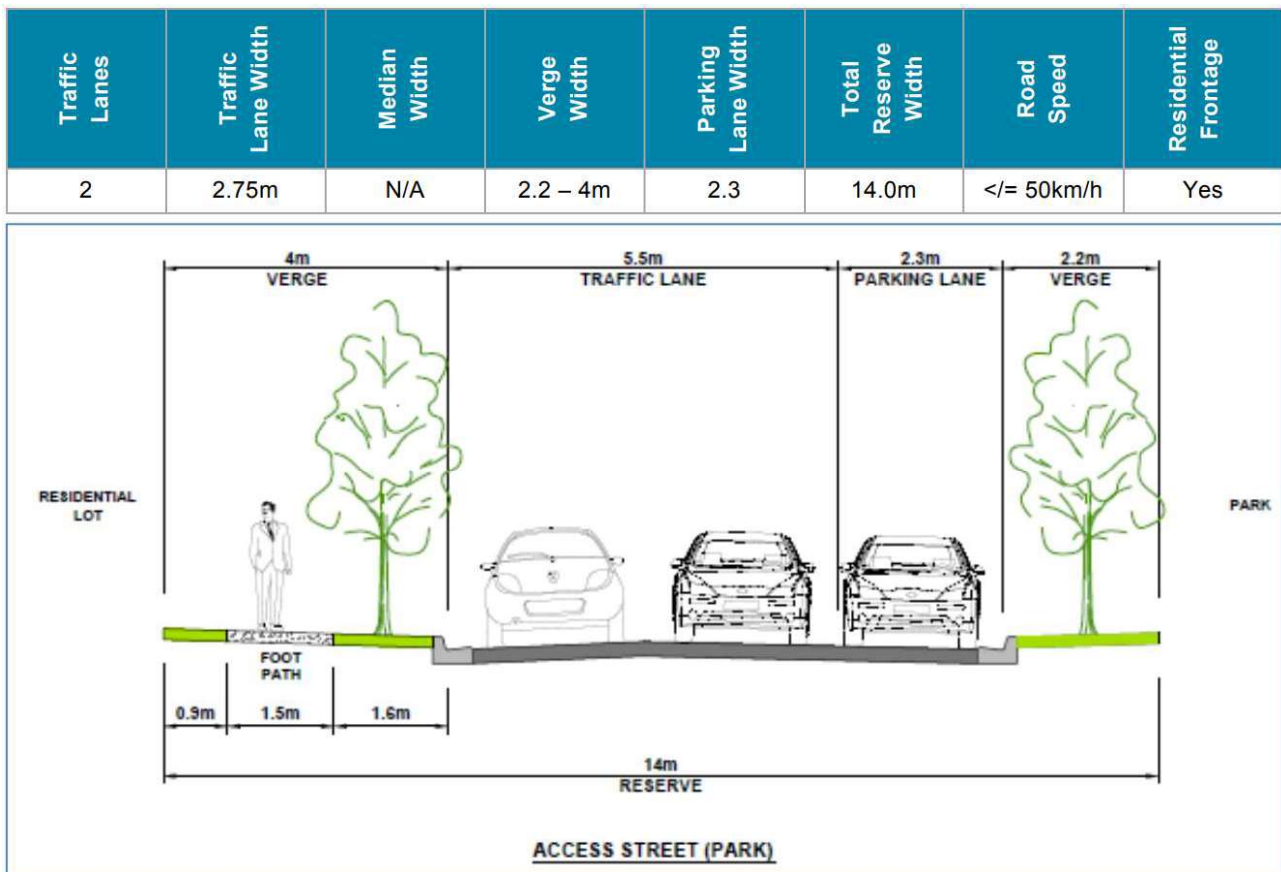 Traffic
Lanes
Traffic
Lane Width
Median
Width
Verge
Width
Parking
Lane Width
Total
Reserve
Width
Road
Speed
Residential
Frontage
2
2.75m
N/A
2.2 – 4m
2.3
14.0m
</= 50km/h
Yes
4m
VERGE
5.5m
TRAFFIC LANE
2.3m
PARKING LANE
2.2m
VERGE
RESIDENTIAL
LOT
PARK
FOOT
PATH
0.9m
1.5m
1.6m
14m
RESERVE
ACCESS STREET (PARK)